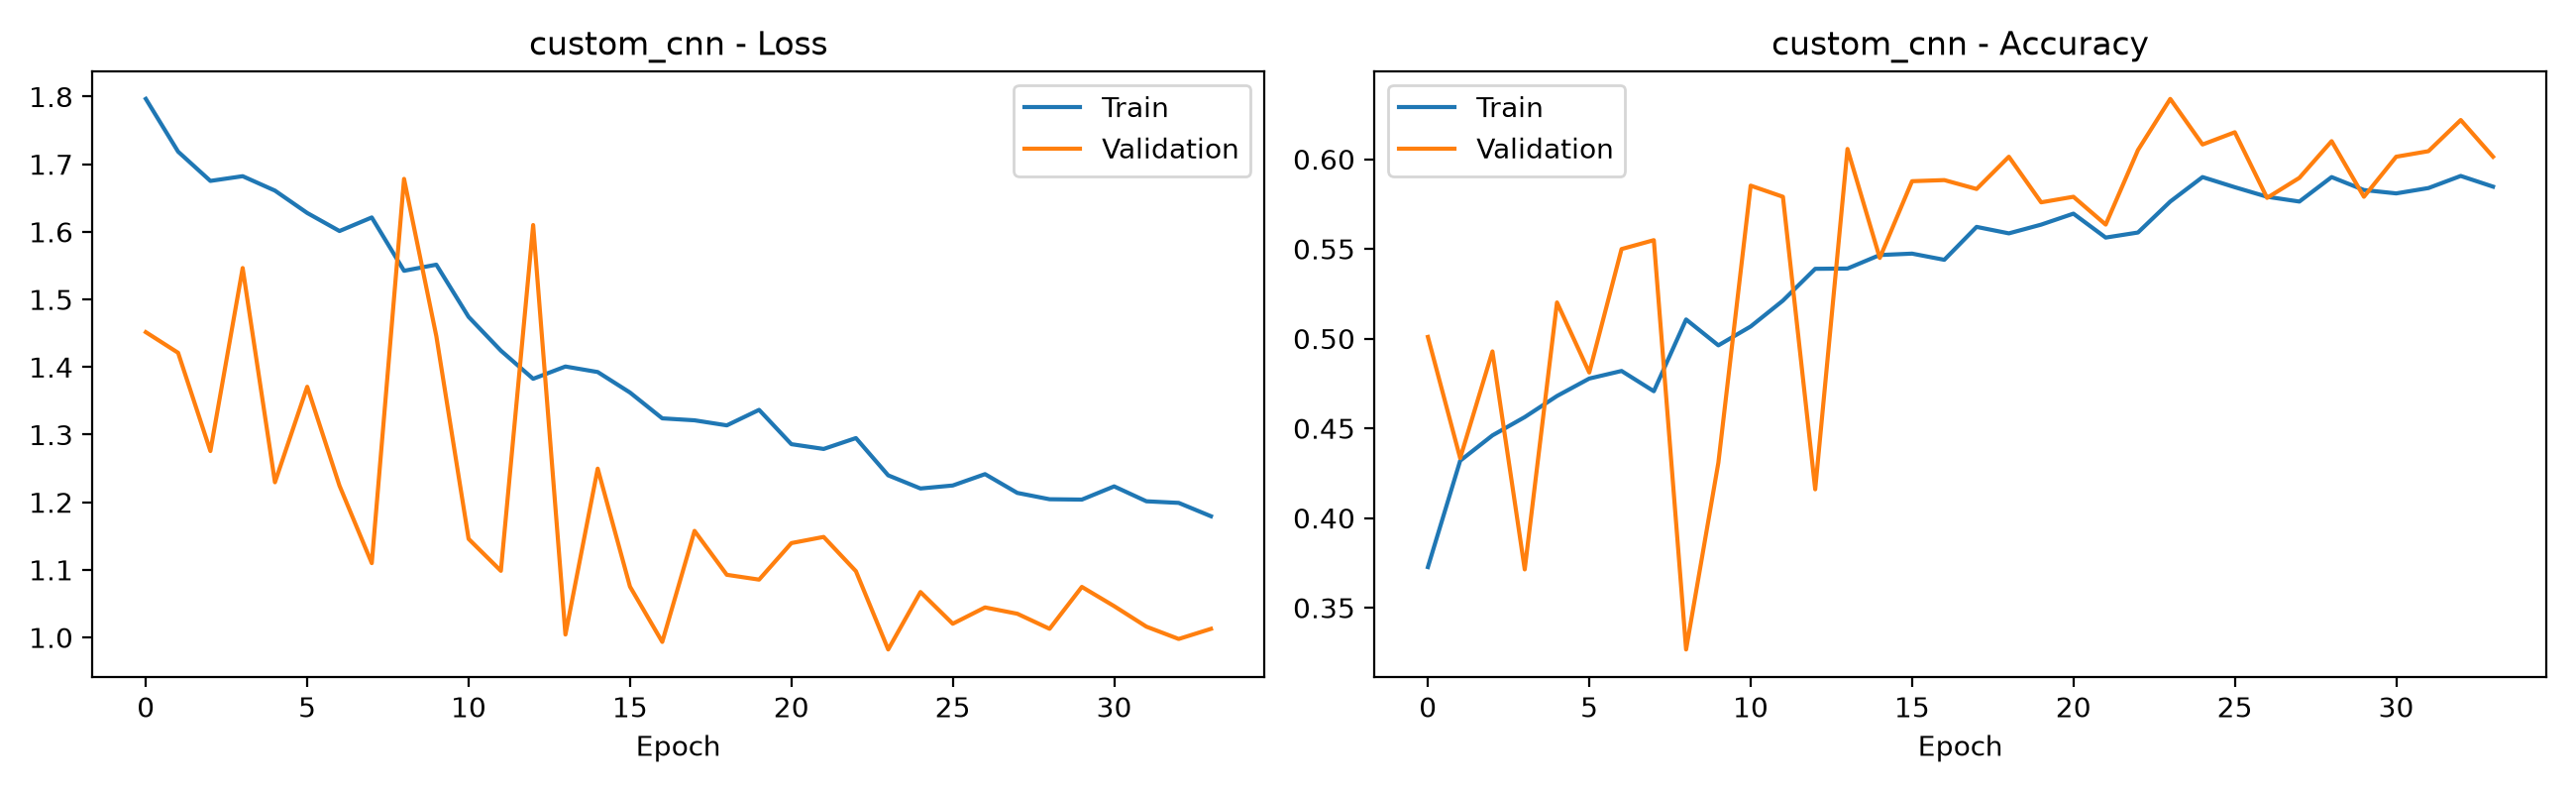 custom_cnn - Loss
Train
Validation
1.8
1.7
1.6
1.5
1.4
1.3
1.2
1.1
1.0
0 5 10 15 20 25 30
Epoch
custom_cnn - Accuracy
Train
Validation
0.60
0.55
0.50
0.45
0.40
0.35
0 5 10 15 20 25 30
Epoch